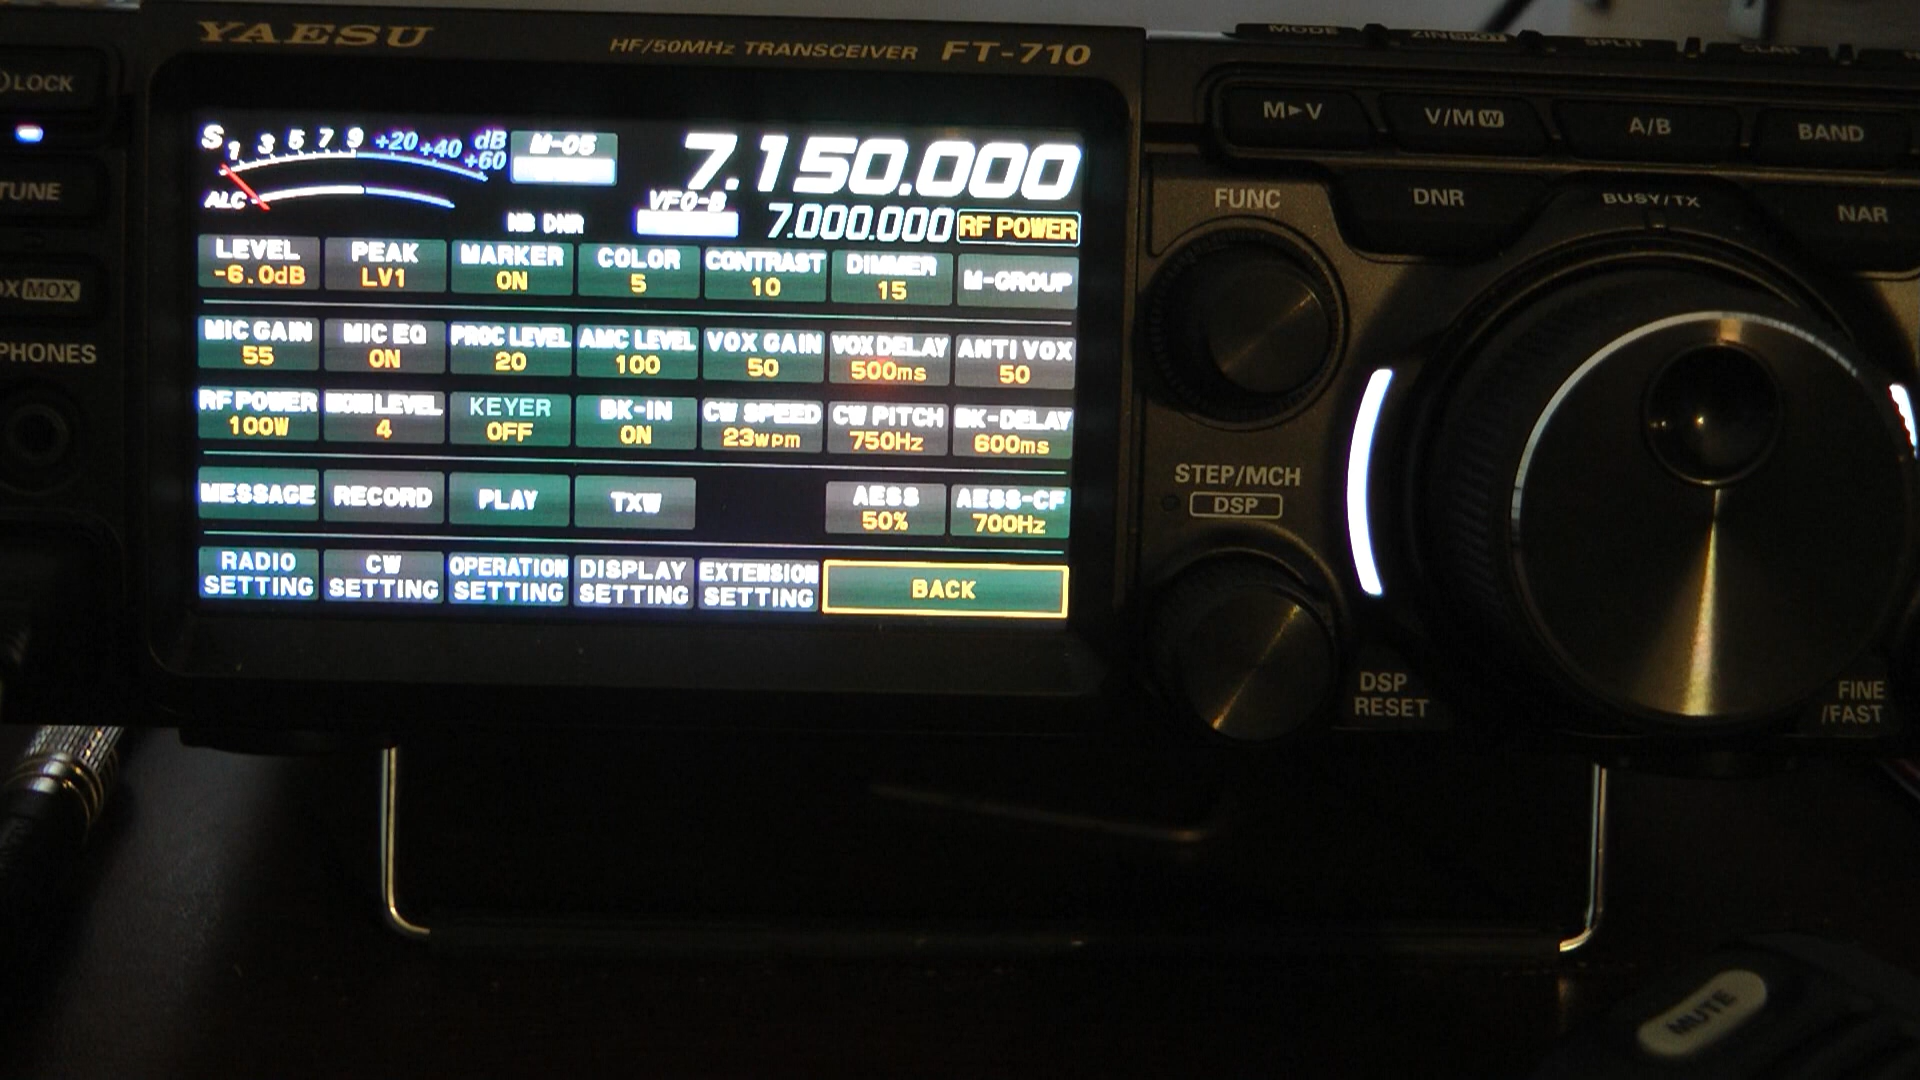 YAESU HF/50MHz TRANSCEIVER FT-710
MODE SPLIT CLAR
LOCK
TUNE
MOX
PHONES
S 1 3 5 7 9 +20 +40 +60 dB
ALC
M-05
7.150.000
VFO-B
NB DNR
7.000.000
RF POWER
LEVEL PEAK MARKER COLOR CONTRAST DIMMER M-GROUP
-6.0dB LV1 ON 5 10 15
MIC GAIN MIC EQ PROC LEVEL AMC LEVEL VOX GAIN VOX DELAY ANTI VOX
55 ON 20 100 50 500ms 50
RF POWER MONI LEVEL KEYER BK-IN CW SPEED CW PITCH BK-DELAY
100W 4 OFF ON 23wpm 750Hz 600ms
MESSAGE RECORD PLAY TXW AESS AESS-CF
50% 700Hz
RADIO SETTING
CW SETTING
OPERATION SETTING
DISPLAY SETTING
EXTENSION SETTING
BACK
M►V V/M W A/B BAND
FUNC
DNR
BUSY/TX
NAR
STEP/MCH
DSP
DSP
RESET
FINE
/FAST
MUTE